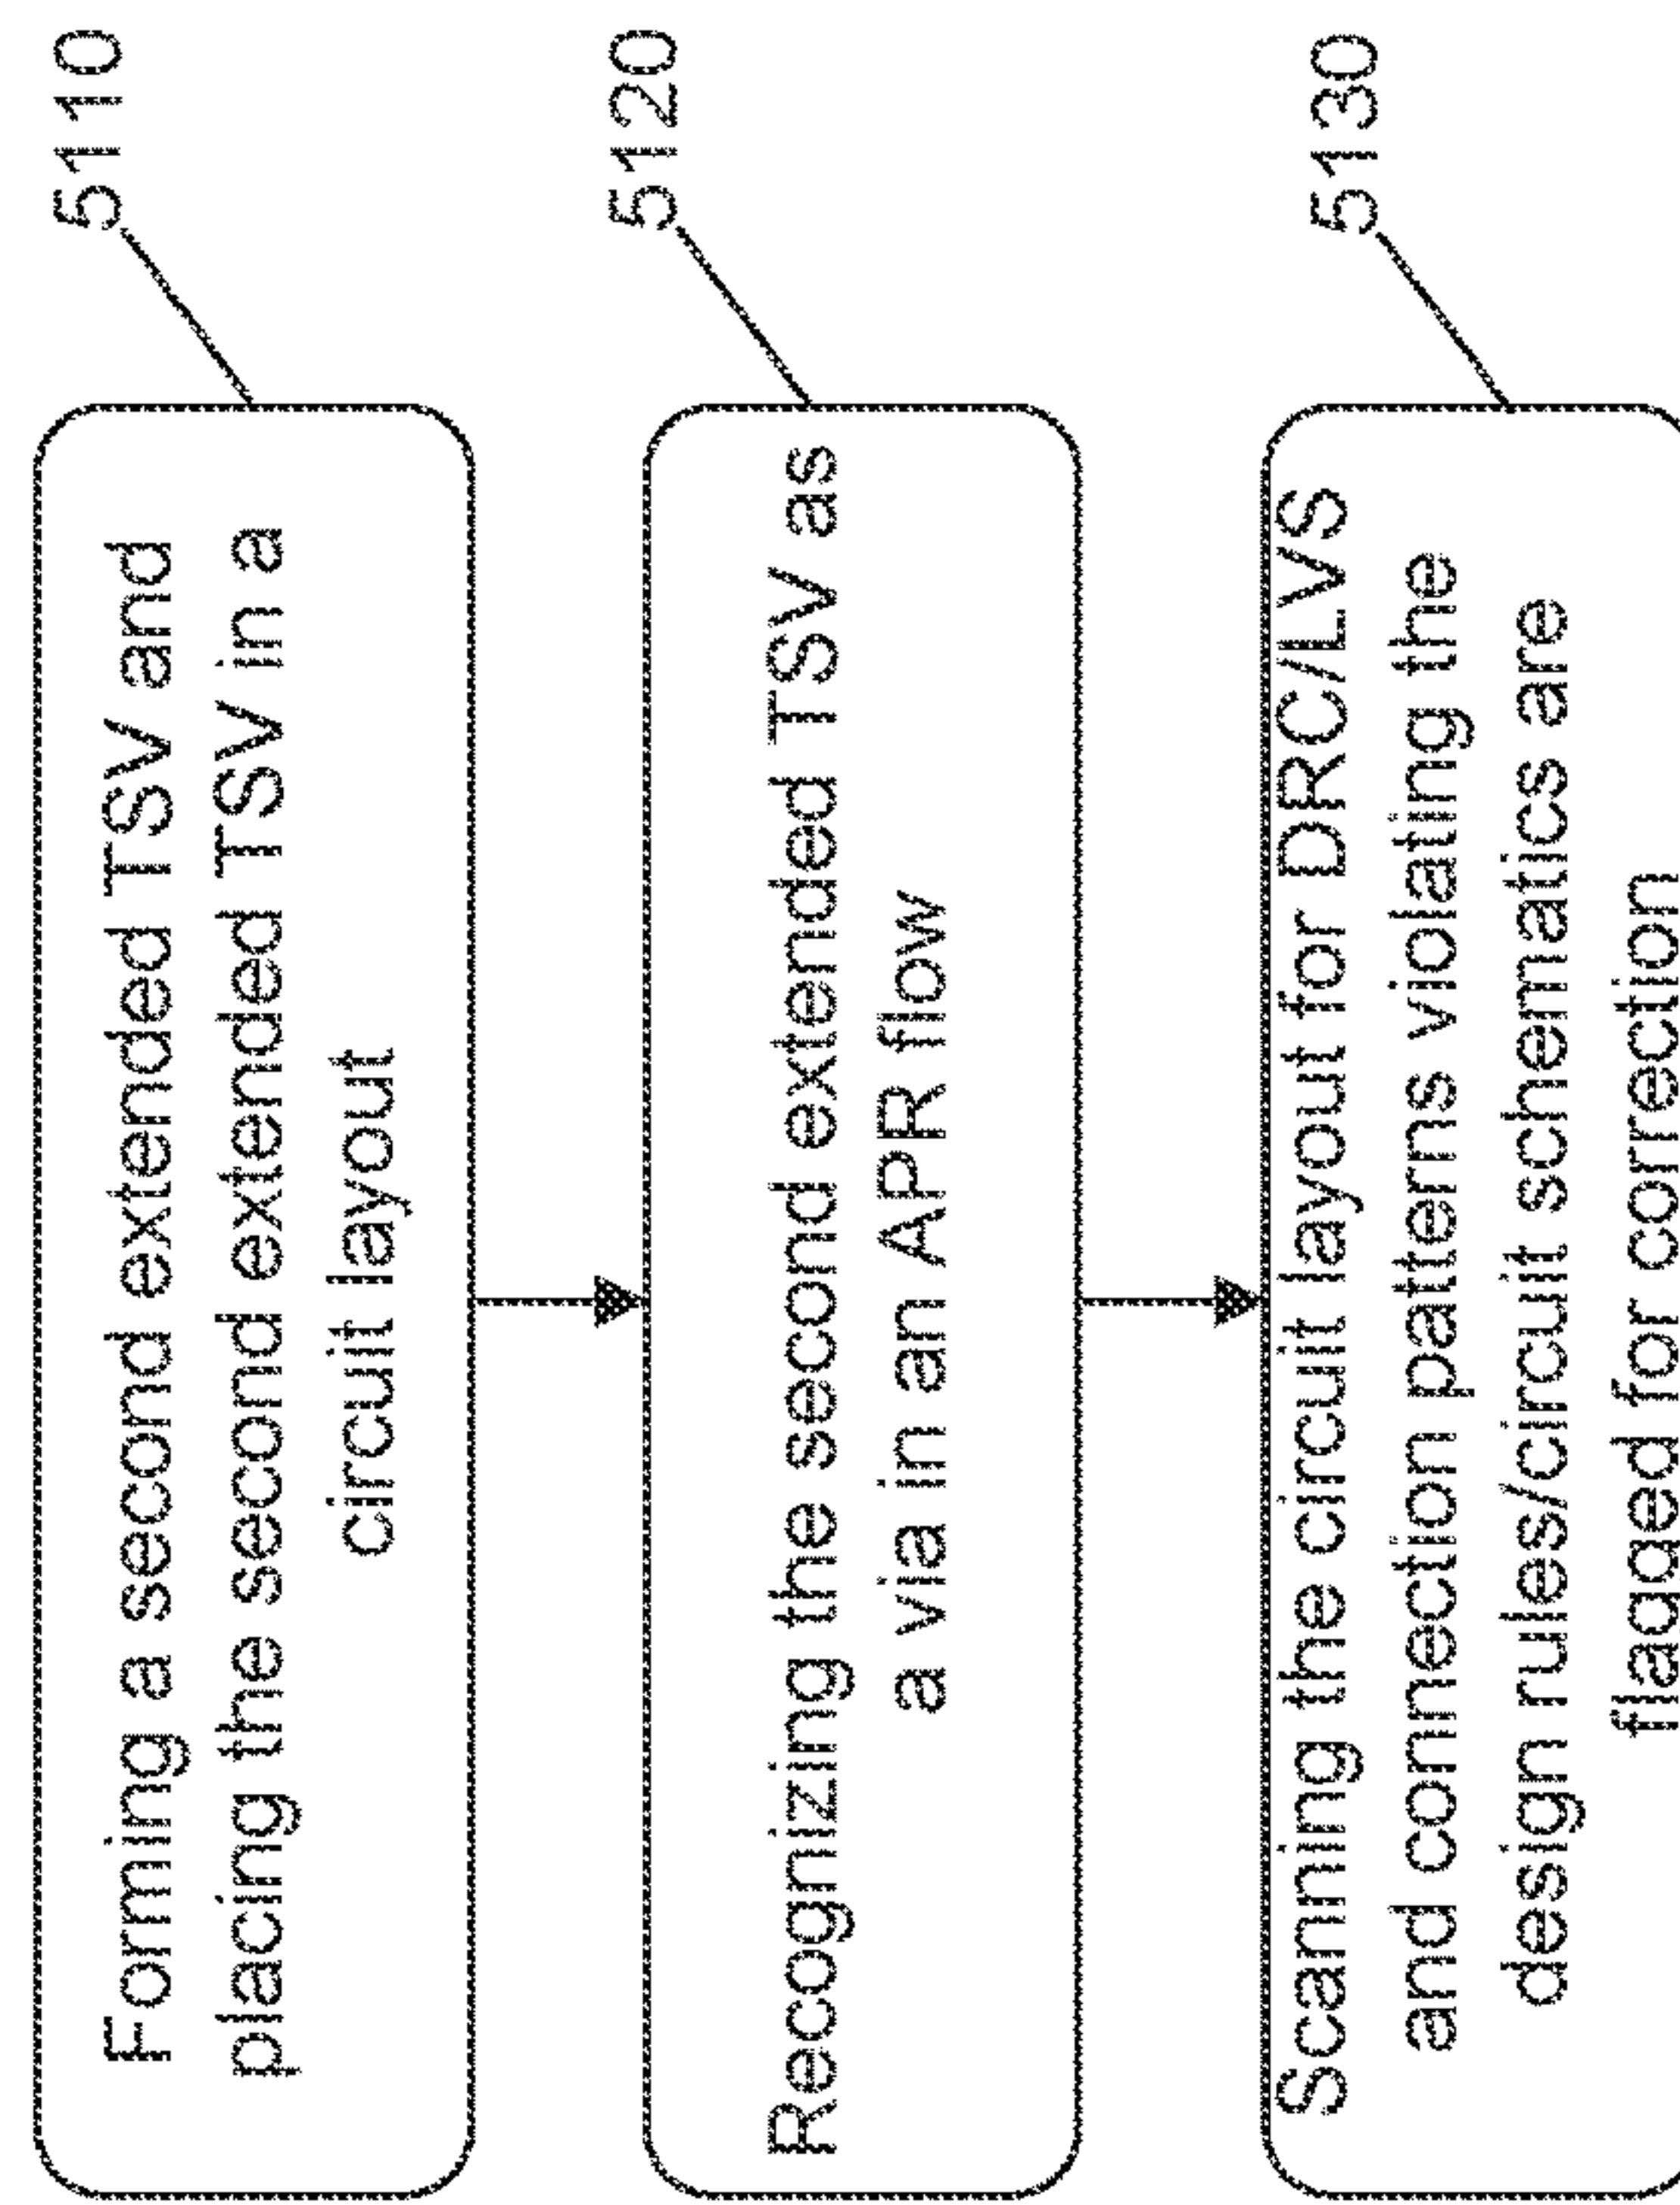 Forming a second extended TSV and
placing the second extended TSV in a
circuit layout
5110
Recognizing the second extended TSV as
a via in an APR flow
5120
Scanning the circuit layout for DRC/LVS
and connection patterns violating the
design rules/circuit schematics are
flagged for correction
5130